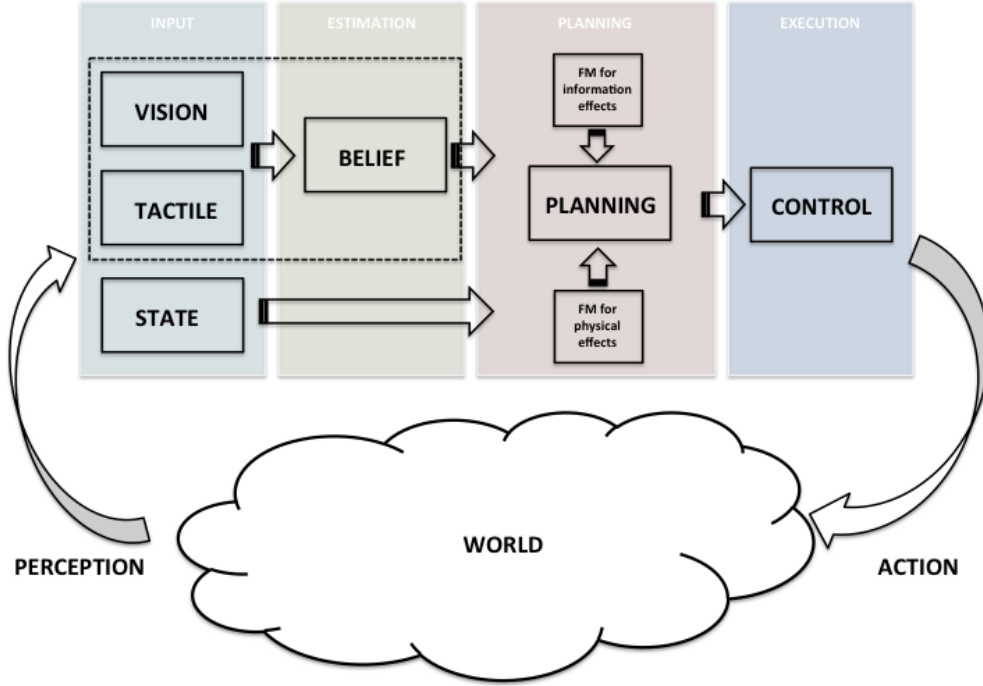 INPUT
ESTIMATION
PLANNING
EXECUTION
VISION
TACTILE
STATE
BELIEF
FM for
information
effects
PLANNING
FM for
physical
effects
CONTROL
PERCEPTION
WORLD
ACTION